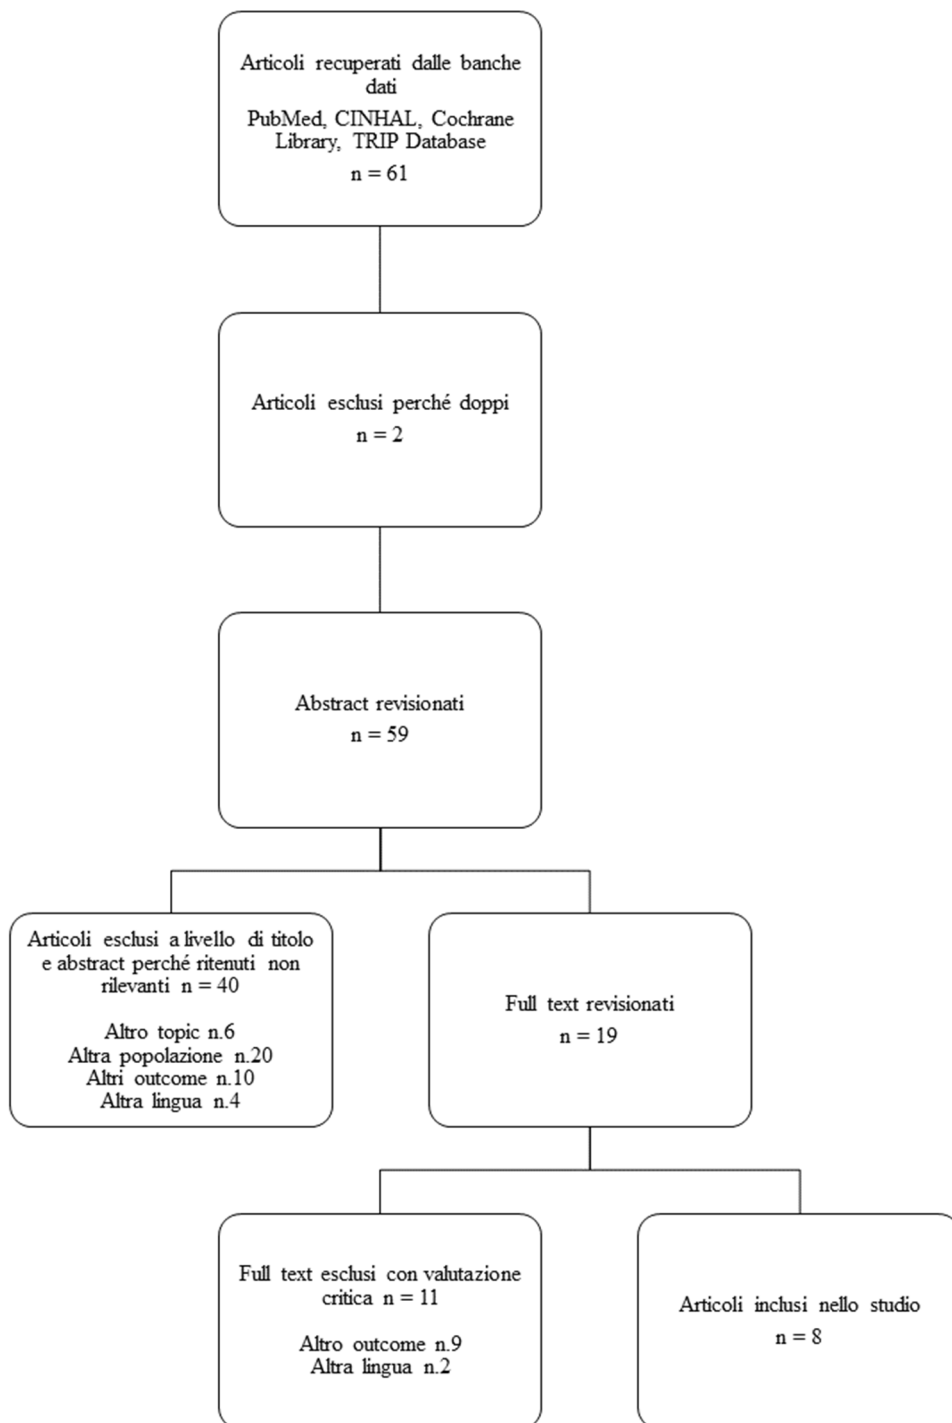 Articoli recuperati dalle banche
dati
PubMed, CINHAL, Cochrane
Library, TRIP Database
n = 61
Articoli esclusi perché doppi
n = 2
Abstract revisionati
n = 59
Articoli esclusi a livello di titolo
e abstract perché ritenuti non
rilevanti n = 40
Altro topic n.6
Altra popolazione n.20
Altri outcome n.10
Altra lingua n.4
Full text revisionati
n = 19
Full text esclusi con valutazione
critica n = 11
Altro outcome n.9
Altra lingua n.2
Articoli inclusi nello studio
n = 8